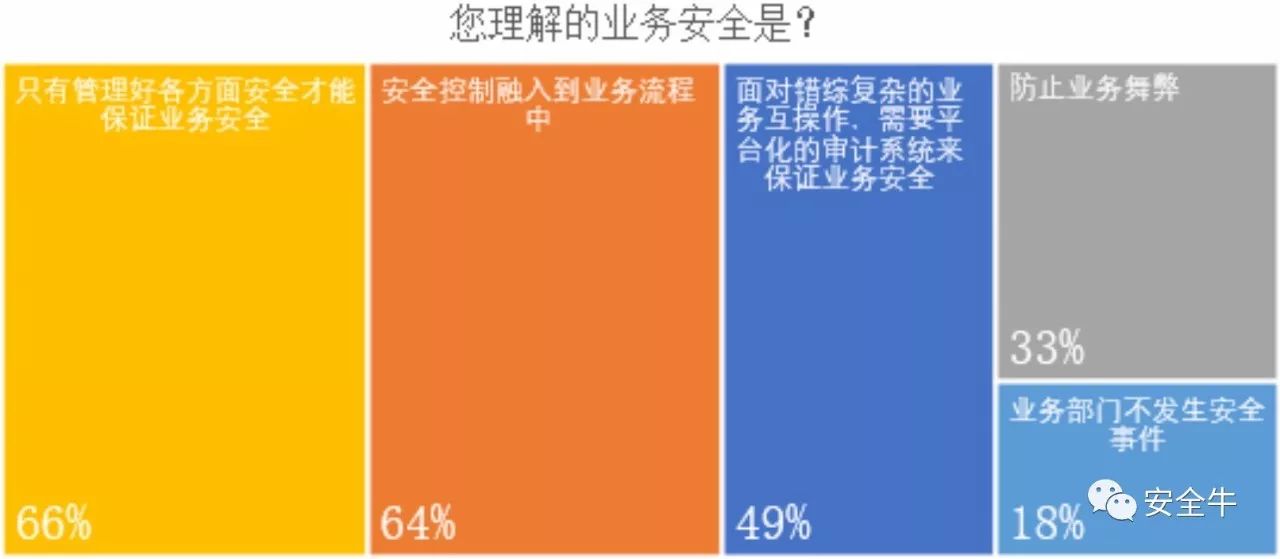 您理解的业务安全是？
只有管理好各方面安全才能
保证业务安全
66%
安全控制融入到业务流程
中
64%
面对错综复杂的业
务互操作，需要平
台化的审计系统来
保证业务安全
49%
防止业务舞弊
33%
业务部门不发生安全
事件
18%
安全牛